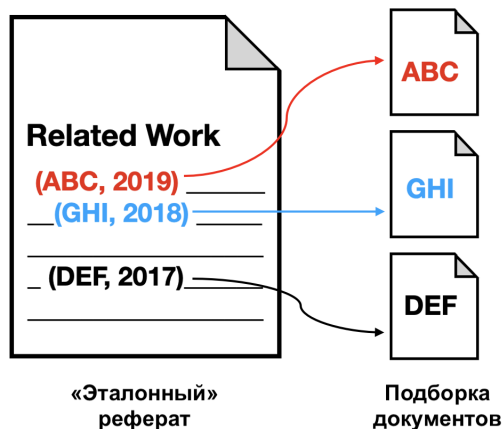 Related Work
(ABC, 2019)
(GHI, 2018)
(DEF, 2017)
ABC
GHI
DEF
«Эталонный»
реферат
Подборка
документов